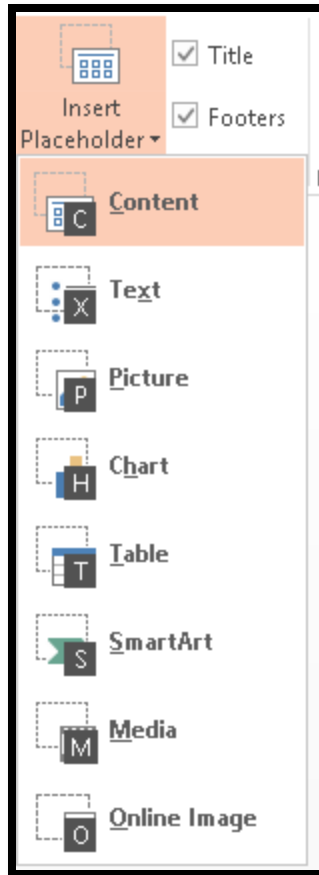 Title
Insert
Placeholder
Footers
C Content
X Text
P Picture
H Chart
T Table
S SmartArt
M Media
O Online Image